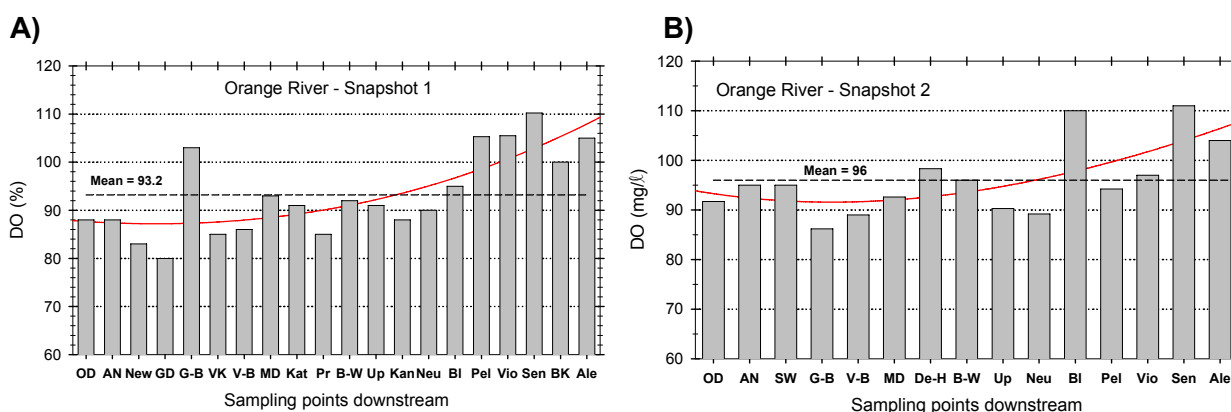 A)
Orange River - Snapshot 1
Mean = 93.2
DO (%)
120
110
100
90
80
70
60
OD AN New GD G-B VK V-B MD Kat Pr B-W Up Kan Neu Bl Pel Vio Sen BK Ale
Sampling points downstream
B)
Orange River - Snapshot 2
Mean = 96
DO (mg/ℓ)
120
110
100
90
80
70
60
OD AN SW G-B V-B MD De-H B-W Up Neu Bl Pel Vio Sen Ale
Sampling points downstream